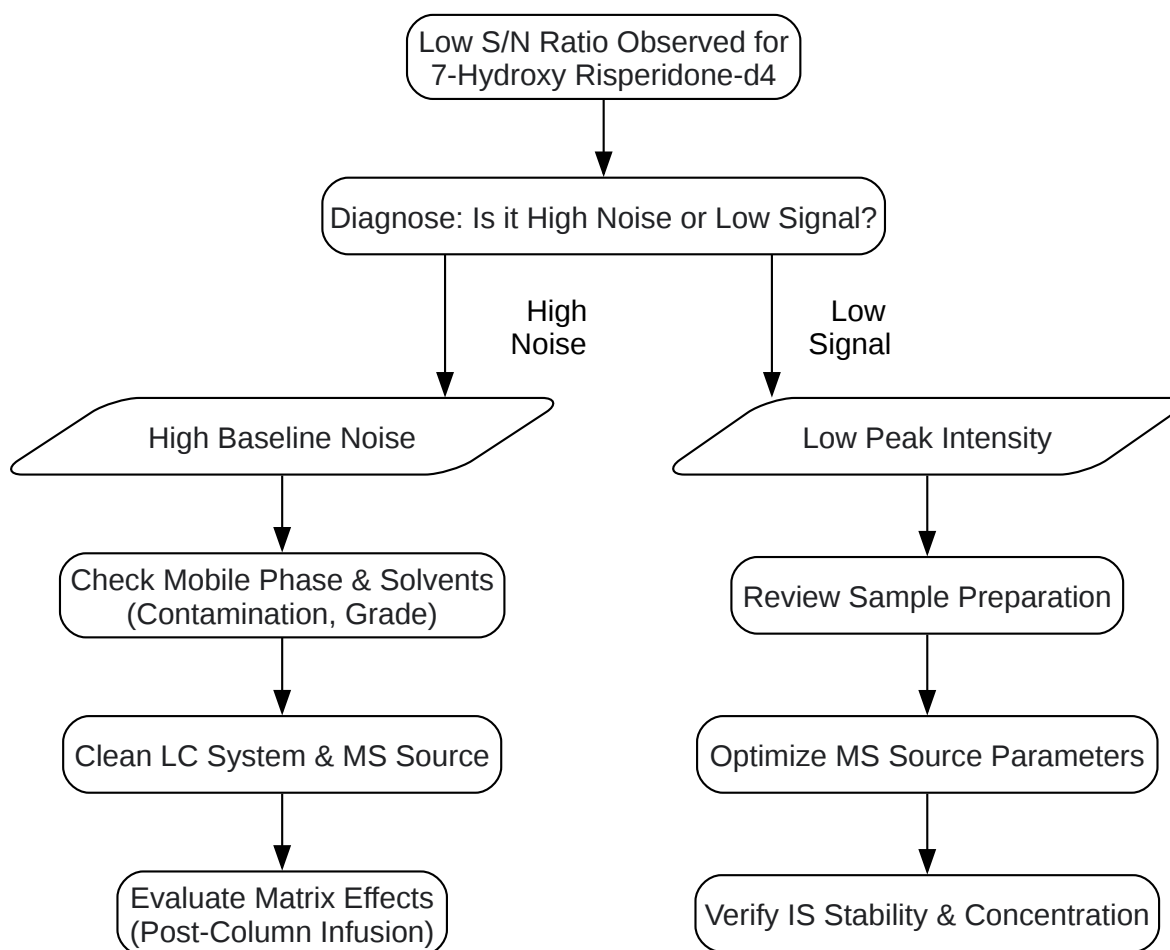 Low S/N Ratio Observed for
7-Hydroxy Risperidone-d4
Diagnose: Is it High Noise or Low Signal?
High
Noise
Low
Signal
High Baseline Noise
Low Peak Intensity
Check Mobile Phase & Solvents
(Contamination, Grade)
Review Sample Preparation
Clean LC System & MS Source
Optimize MS Source Parameters
Evaluate Matrix Effects
(Post-Column Infusion)
Verify IS Stability & Concentration